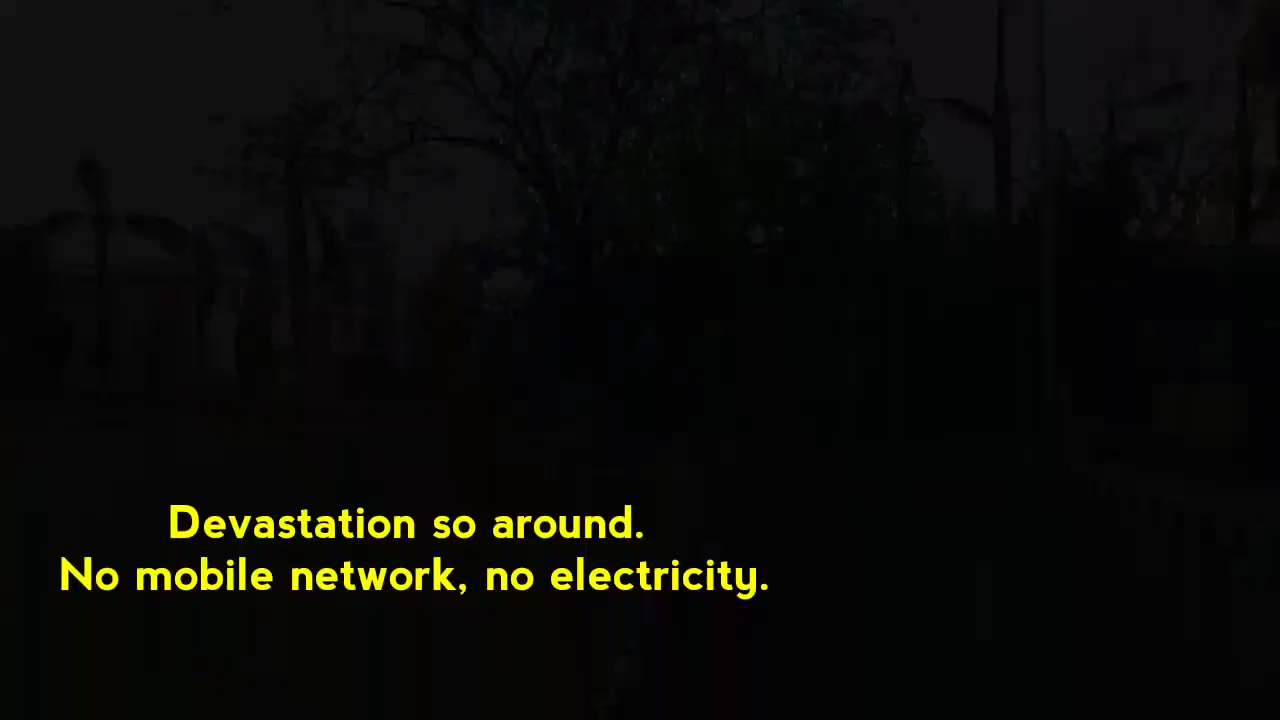 Devastation so around.
No mobile network, no electricity.